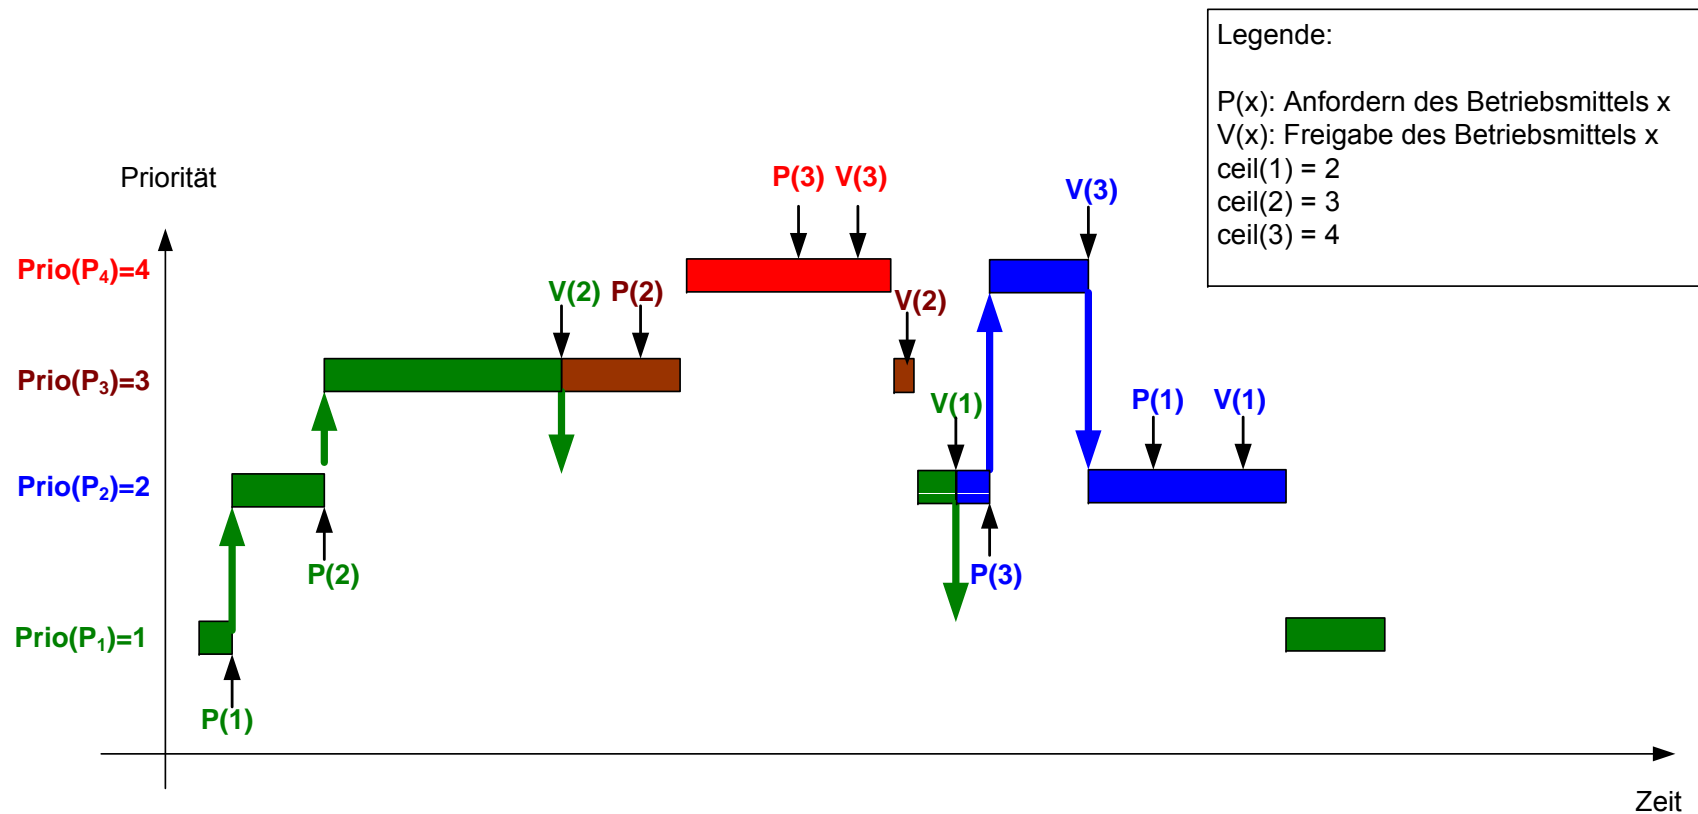 Legende:
P(x): Anfordern des Betriebsmittels x
V(x): Freigabe des Betriebsmittels x
ceil(1) = 2
ceil(2) = 3
ceil(3) = 4
Priorität
P(3) V(3)
V(3)
Prio(P4)=4
V(2) P(2)
V(2)
Prio(P3)=3
V(1)
P(1) V(1)
Prio(P2)=2
P(2)
P(3)
Prio(P1)=1
P(1)
Zeit